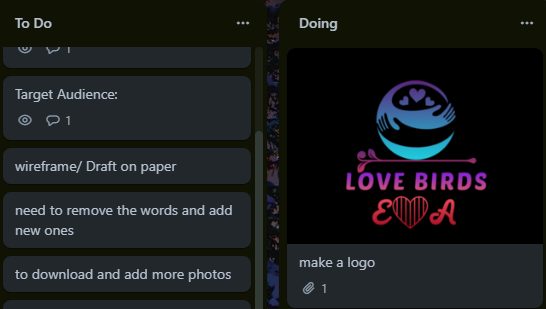 To Do
1
Target Audience:
1
wireframe/ Draft on paper
need to remove the words and add
new ones
to download and add more photos
Doing
LOVE BIRDS
E A
make a logo
1